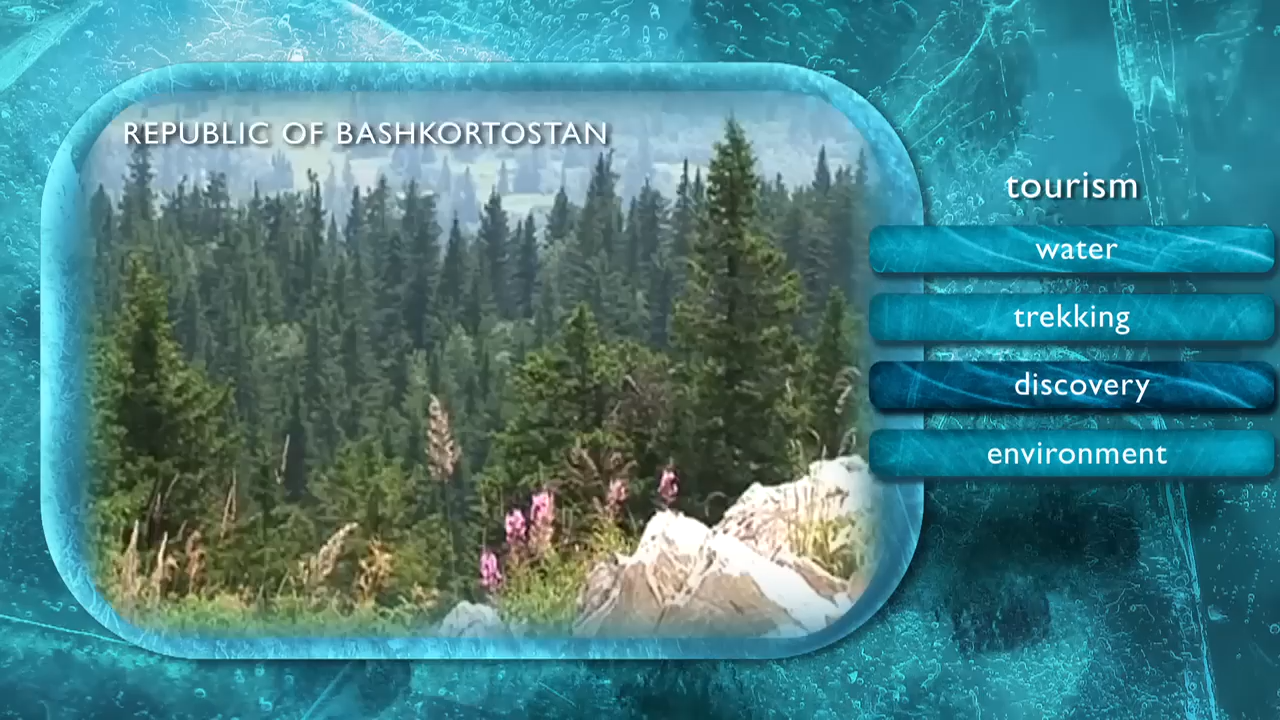 REPUBLIC OF BASHKORTOSTAN
tourism
water
trekking
discovery
environment